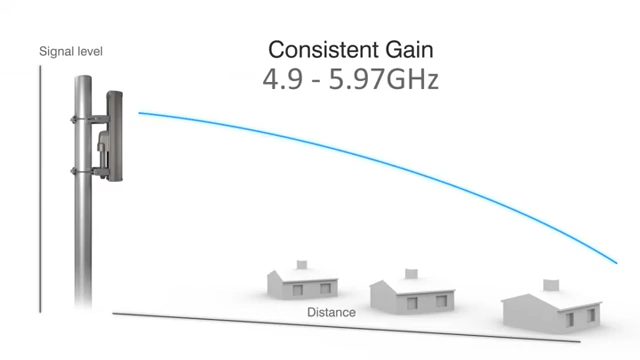 Signal level
Consistent Gain
4.9 - 5.97GHz
Distance